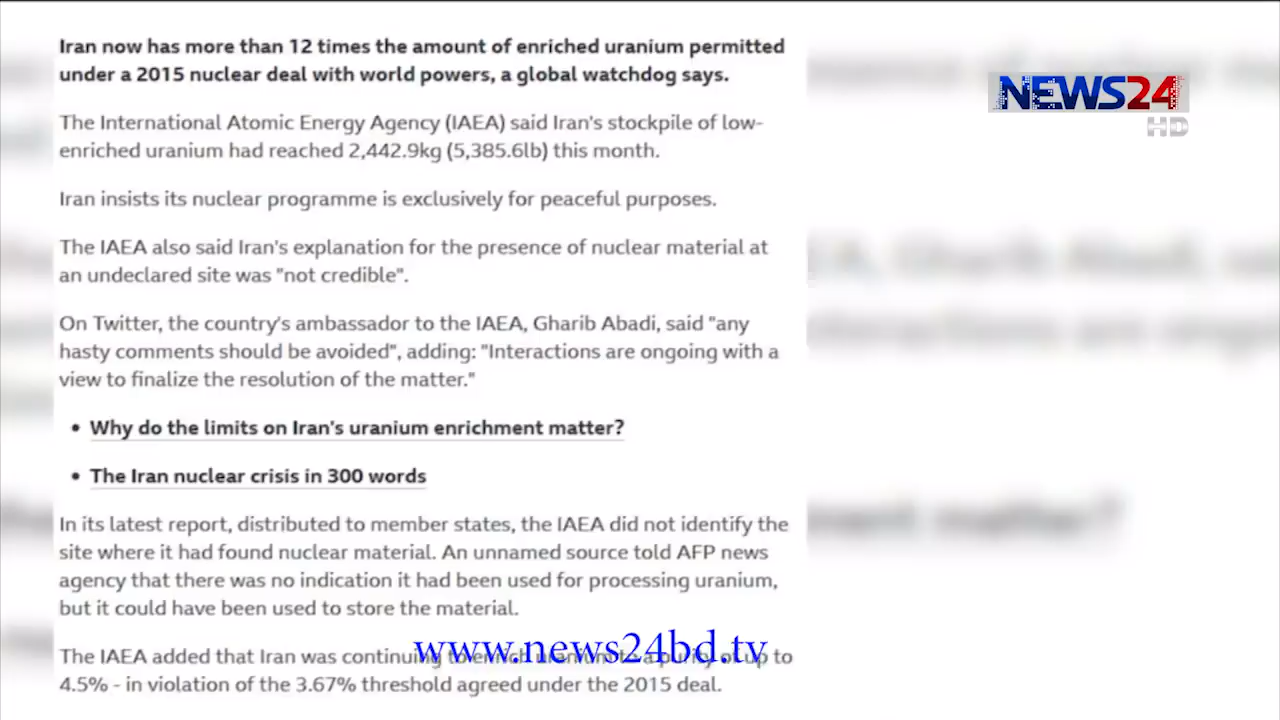 Iran now has more than 12 times the amount of enriched uranium permitted
under a 2015 nuclear deal with world powers, a global watchdog says.
NEWS24
HD
The International Atomic Energy Agency (IAEA) said Iran's stockpile of low-
enriched uranium had reached 2,442.9kg (5,385.6lb) this month.
Iran insists its nuclear programme is exclusively for peaceful purposes.
The IAEA also said Iran's explanation for the presence of nuclear material at
an undeclared site was "not credible".
On Twitter, the country's ambassador to the IAEA, Gharib Abadi, said "any
hasty comments should be avoided", adding: "Interactions are ongoing with a
view to finalize the resolution of the matter."
• Why do the limits on Iran's uranium enrichment matter?
• The Iran nuclear crisis in 300 words
In its latest report, distributed to member states, the IAEA did not identify the
site where it had found nuclear material. An unnamed source told AFP news
agency that there was no indication it had been used for processing uranium,
but it could have been used to store the material.
www.news24bd.tv
The IAEA added that Iran was continuing to enrich uranium to a purity of up to
4.5% - in violation of the 3.67% threshold agreed under the 2015 deal.